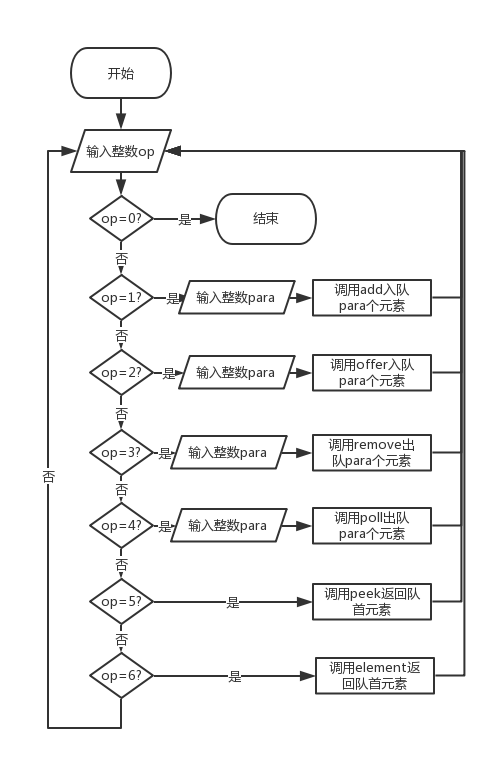 开始
输入整数op
op=0?
是
结束
否
op=1?
是
输入整数para
调用add入队
para个元素
否
op=2?
是
输入整数para
调用offer入队
para个元素
否
op=3?
是
输入整数para
调用remove出
队para个元素
否
否
op=4?
是
输入整数para
调用poll出队
para个元素
否
op=5?
是
调用peek返回队
首元素
否
op=6?
是
调用element返
回队首元素